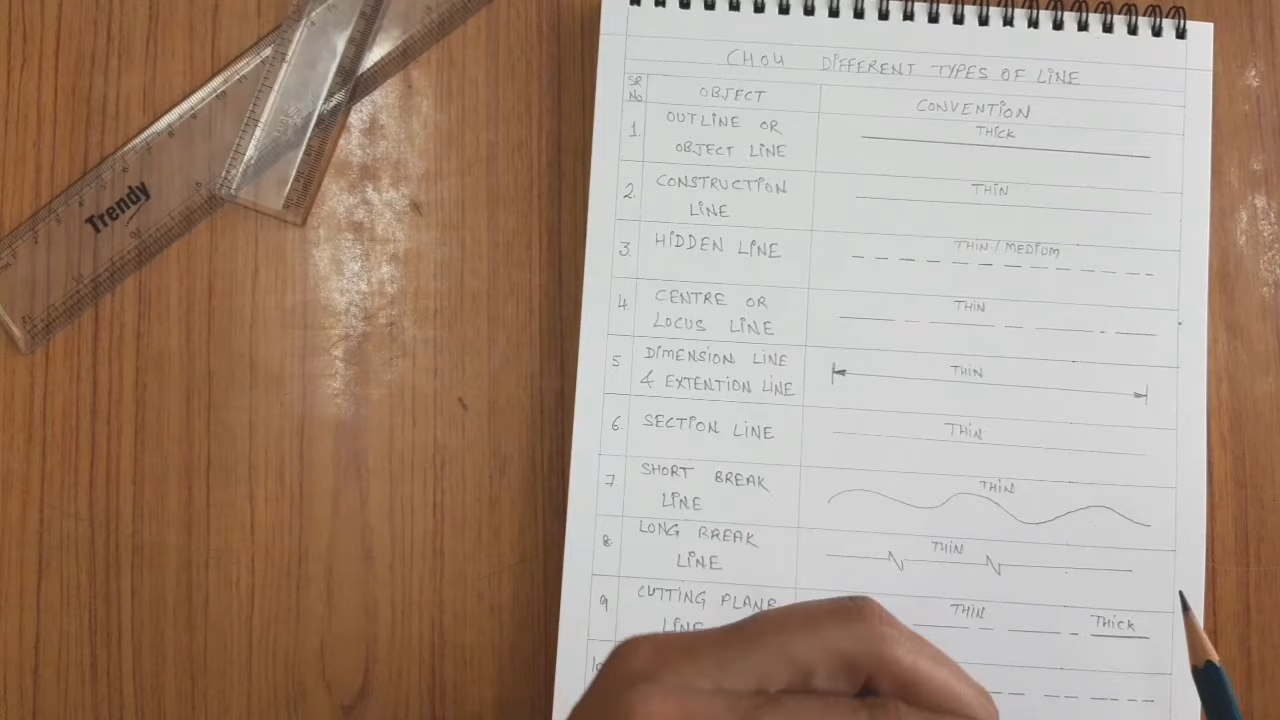 CH04 DIFFERENT TYPES OF LINE
SR No OBJECT CONVENTION
1. OUTLINE OR
OBJECT LINE
THICK
2. CONSTRUCTION
LINE
THIN
3. HIDDEN LINE
THIN / MEDIUM
4. CENTRE OR
LOCUS LINE
THIN
5 DIMENSION LINE
& EXTENTION LINE
THIN
6. SECTION LINE
THIN
7. SHORT BREAK
LINE
THIN
8. LONG BREAK
LINE
THIN
9. CUTTING PLANE
LINE
THIN THICK
Trendy